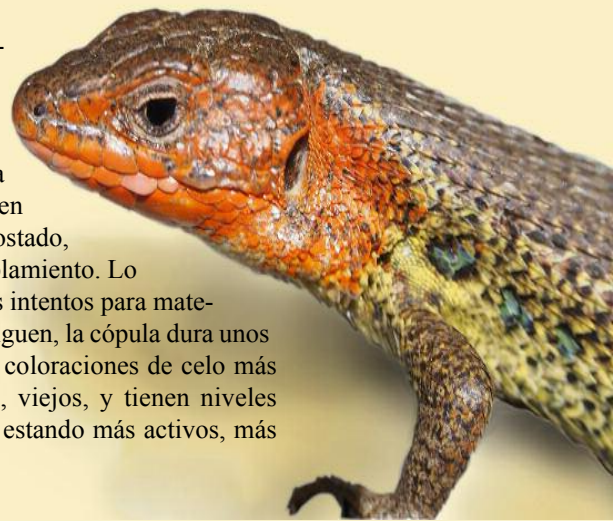 -
a
en
ostado,
lamiento. Lo
s intentos para mate-
guen, la cópula dura unos
coloraciones de celo más
, viejos, y tienen niveles
estando más activos, más